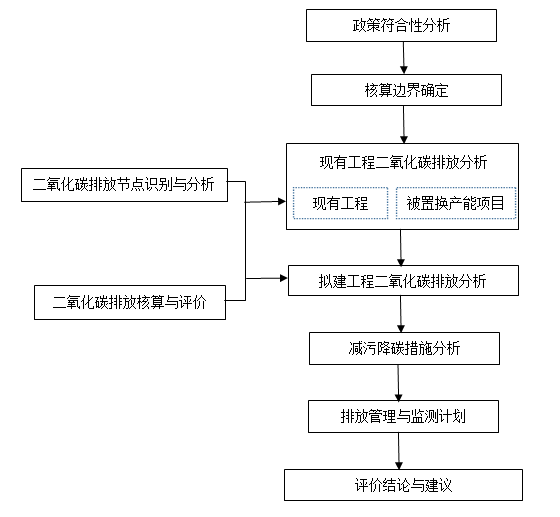 政策符合性分析
核算边界确定
现有工程二氧化碳排放分析
二氧化碳排放节点识别与分析
现有工程
被置换产能项目
拟建工程二氧化碳排放分析
二氧化碳排放核算与评价
减污降碳措施分析
排放管理与监测计划
评价结论与建议